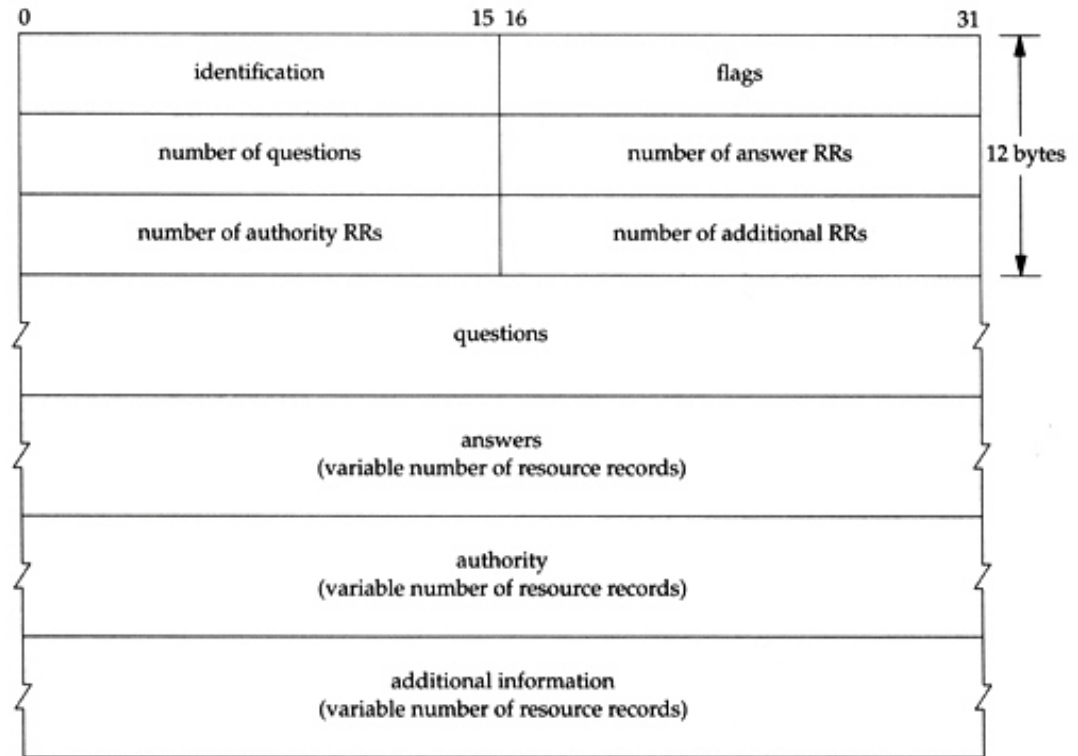 0 15 16 31
identification flags
number of questions number of answer RRs 12 bytes
number of authority RRs number of additional RRs
questions
answers
(variable number of resource records)
authority
(variable number of resource records)
additional information
(variable number of resource records)